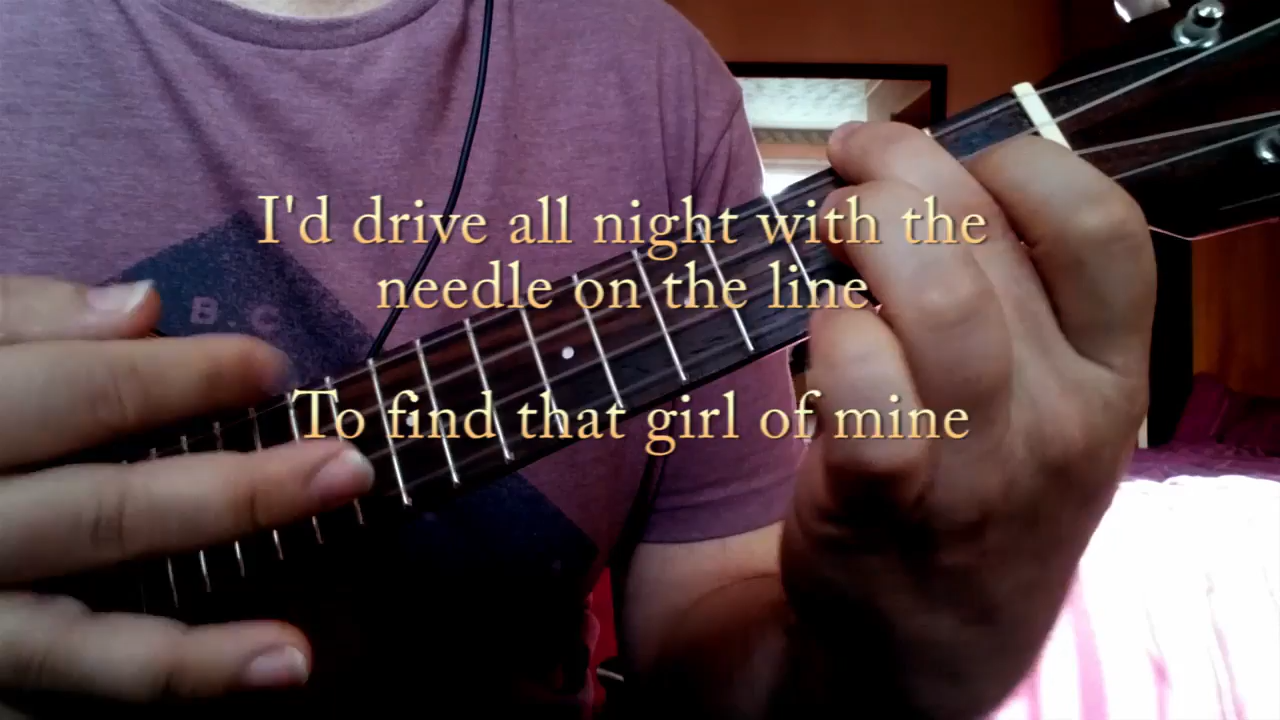 B.C
I'd drive all night with the
needle on the line
To find that girl of mine